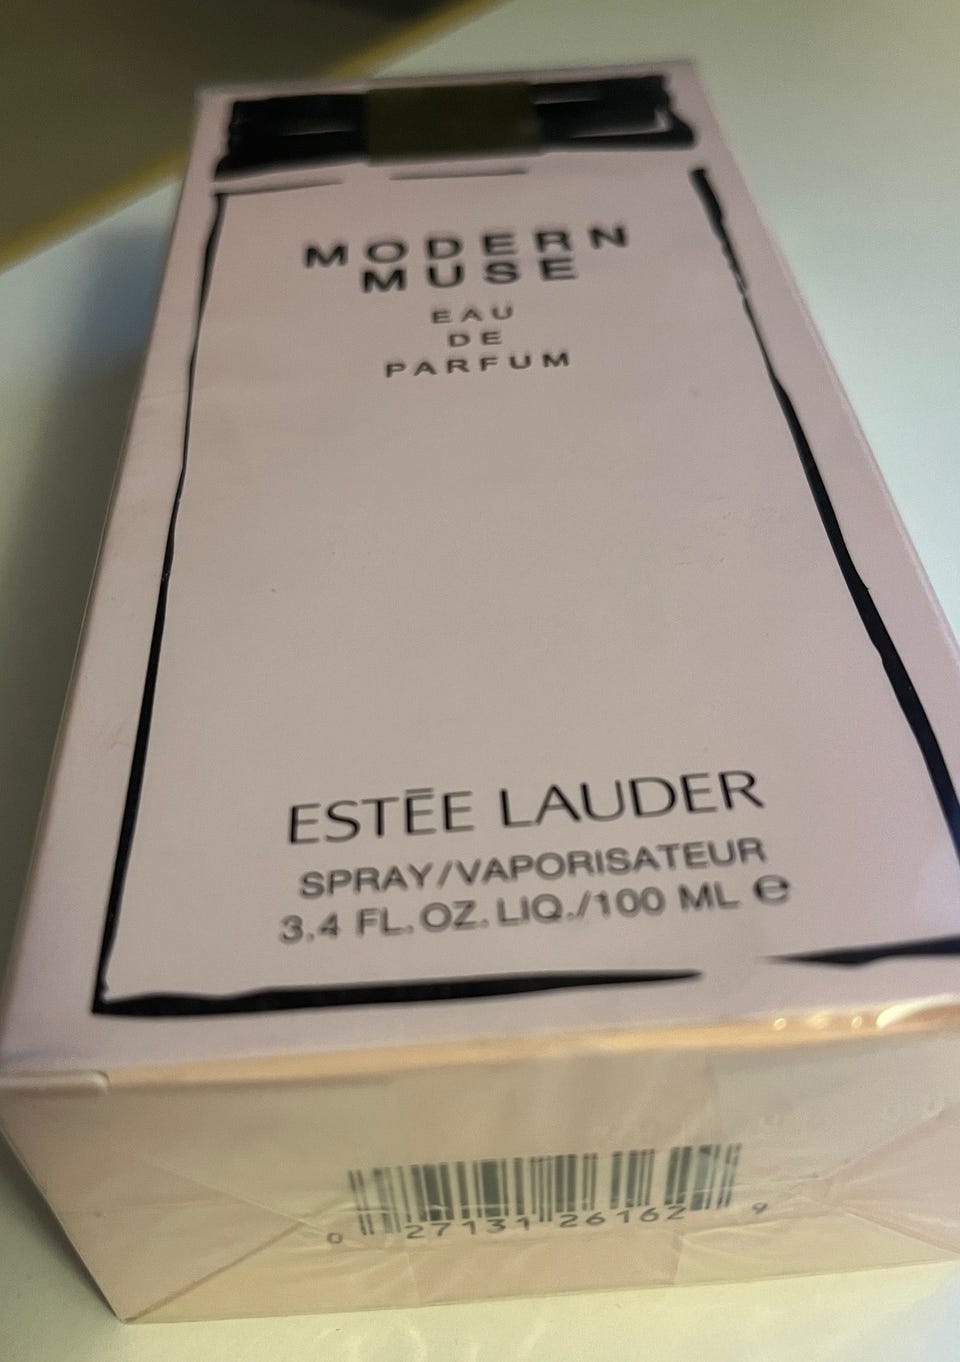 MODERN
MUSE
EAU
DE
PARFUM
ESTĒE LAUDER
SPRAY/VAPORISATEUR
3.4 FL.OZ.LIQ./100 ML ℮
0 27131 26162 9